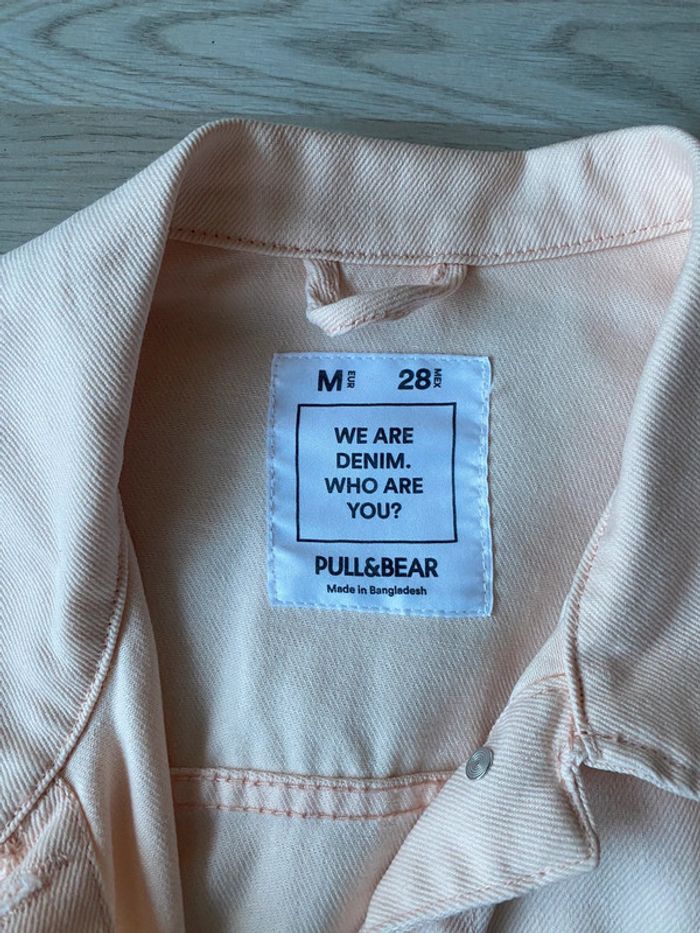 M EUR 28 MEX
WE ARE
DENIM.
WHO ARE
YOU?
PULL&BEAR
Made in Bangladesh